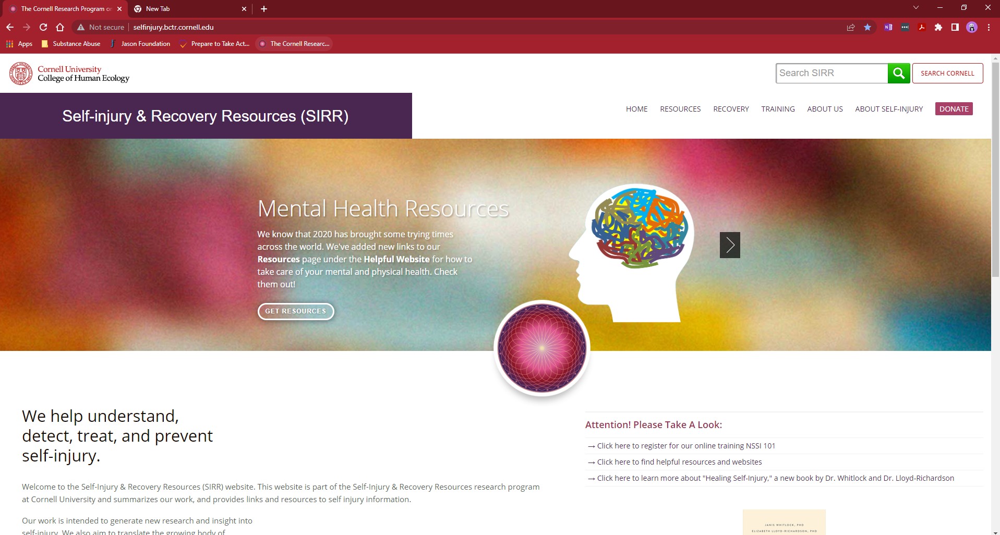 The Cornell Research Program or
New Tab
Not secure
selfinjury.bctr.cornell.edu
Apps
Substance Abuse
Jason Foundation
Prepare to Take Act...
The Cornell Researc...
Cornell University
College of Human Ecology
Search SIRR
SEARCH CORNELL
Self-injury & Recovery Resources (SIRR)
HOME RESOURCES RECOVERY TRAINING ABOUT US ABOUT SELF-INJURY DONATE
Mental Health Resources
We know that 2020 has brought some trying times
across the world. We've added new links to our
Resources page under the Helpful Website for how to
take care of your mental and physical health. Check
them out!
GET RESOURCES
We help understand,
detect, treat, and prevent
self-injury.
Welcome to the Self-Injury & Recovery Resources (SIRR) website. This website is part of the Self-Injury & Recovery Resources research program
at Cornell University and summarizes our work, and provides links and resources to self injury information.
Our work is intended to generate new research and insight into
self-injury. We also aim to translate the growing body of
Attention! Please Take A Look:
→ Click here to register for our online training NSSI 101
→ Click here to find helpful resources and websites
→ Click here to learn more about "Healing Self-Injury," a new book by Dr. Whitlock and Dr. Lloyd-Richardson
JANIS WHITLOCK, PHD
ELIZABETH LLOYD-RICHARDSON, PHD